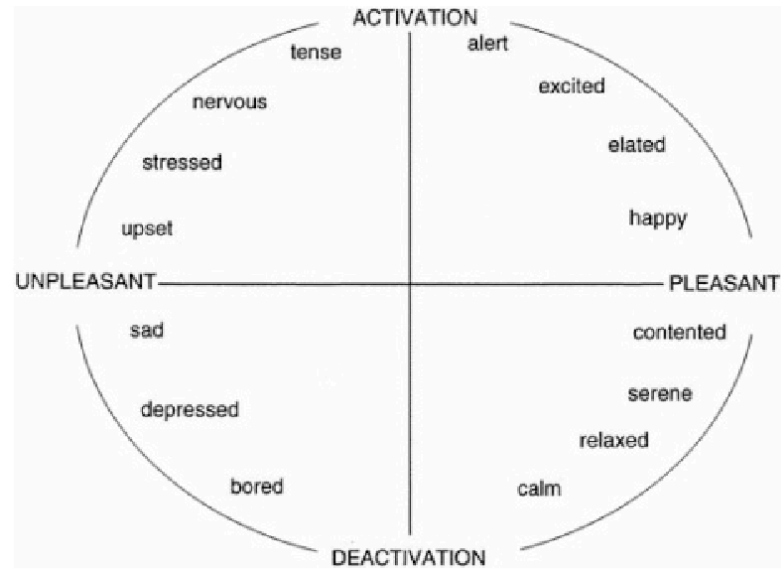 ACTIVATION
tense
alert
excited
nervous
elated
stressed
happy
upset
UNPLEASANT
PLEASANT
sad
contented
serene
depressed
relaxed
bored
calm
DEACTIVATION